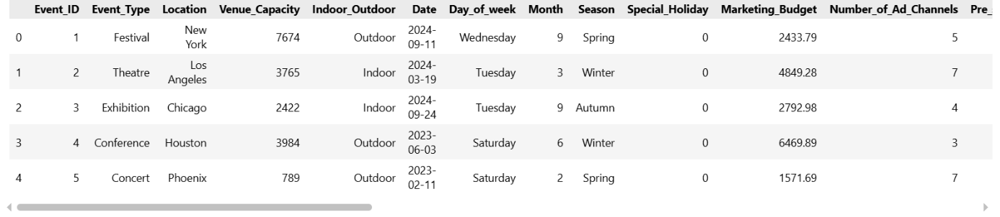 Event_ID Event_Type Location Venue_Capacity Indoor_Outdoor Date Day_of_week Month Season Special_Holiday Marketing_Budget Number_of_Ad_Channels Pre_
0 1 Festival New York 7674 Outdoor 2024-09-11 Wednesday 9 Spring 0 2433.79 5
1 2 Theatre Los Angeles 3765 Indoor 2024-03-19 Tuesday 3 Winter 0 4849.28 7
2 3 Exhibition Chicago 2422 Indoor 2024-09-24 Tuesday 9 Autumn 0 2792.98 4
3 4 Conference Houston 3984 Outdoor 2023-06-03 Saturday 6 Winter 0 6469.89 3
4 5 Concert Phoenix 789 Outdoor 2023-02-11 Saturday 2 Spring 0 1571.69 7